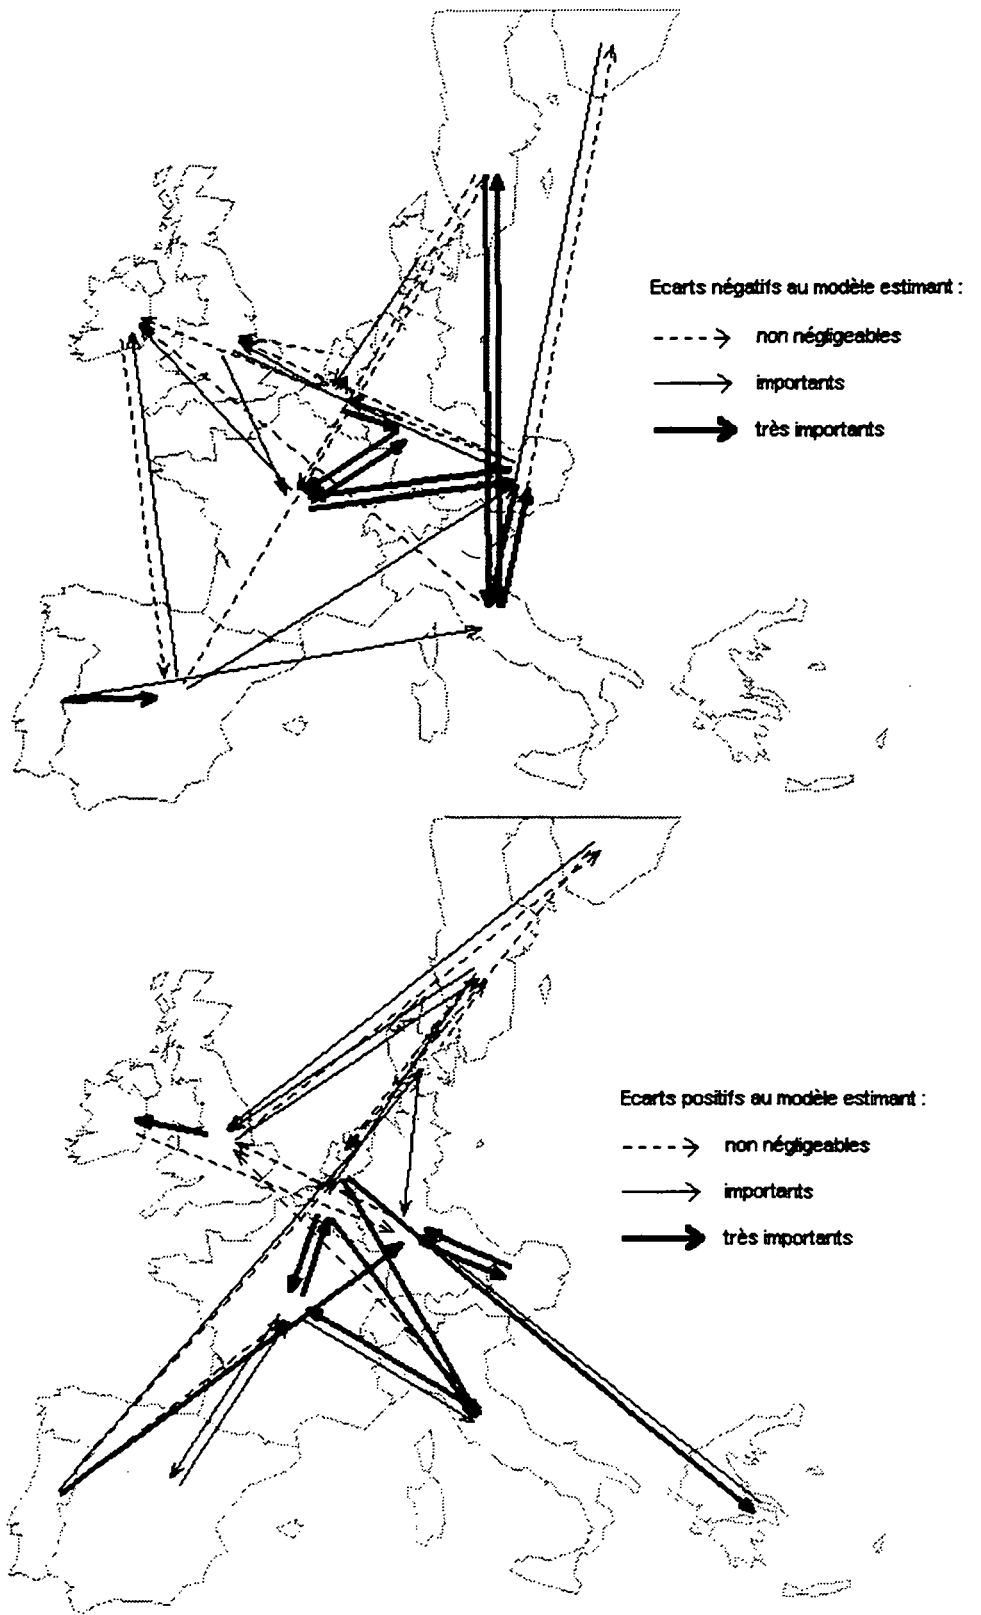 Ecarts négatifs au modèle estimant :
non négligeables
importants
très importants
Ecarts positifs au modèle estimant :
non négligeables
importants
très importants